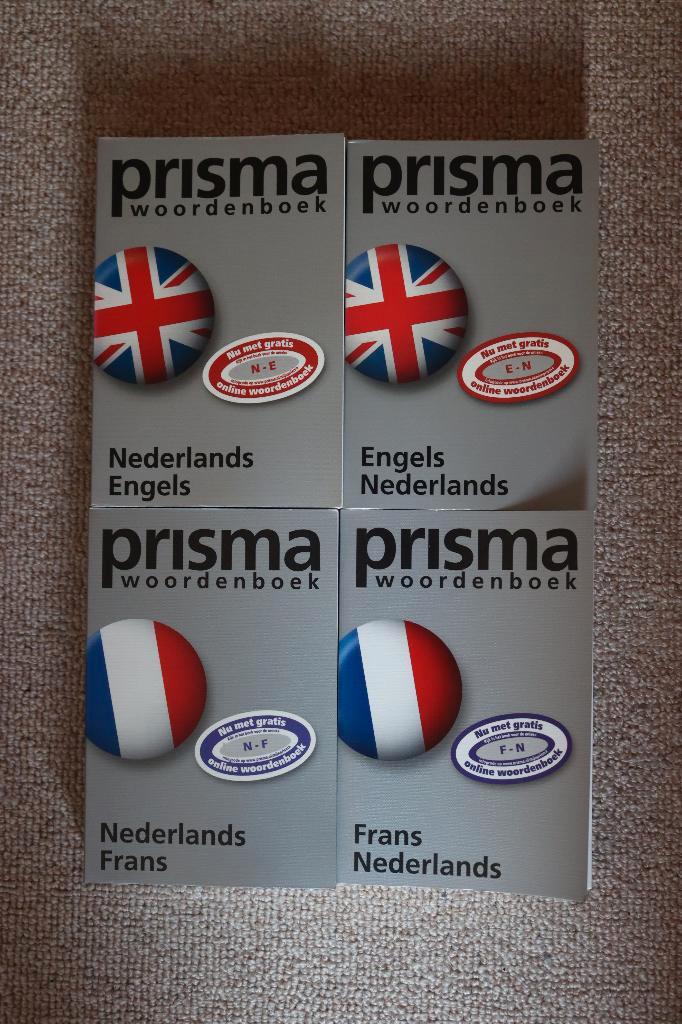 prisma
woordenboek
Nu met gratis
N - E
online woordenboek
Nederlands
Engels
prisma
woordenboek
Nu met gratis
E - N
online woordenboek
Engels
Nederlands
prisma
woordenboek
Nu met gratis
N - F
online woordenboek
Nederlands
Frans
prisma
woordenboek
Nu met gratis
F - N
online woordenboek
Frans
Nederlands